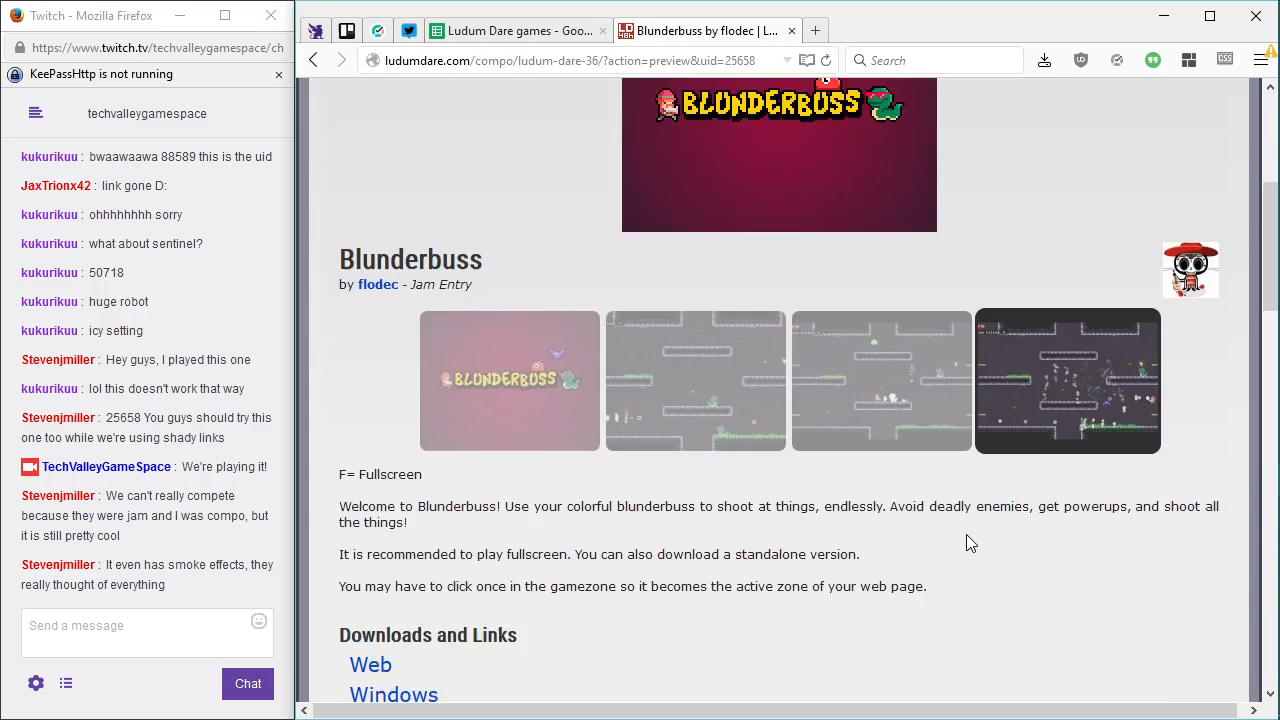 Twitch - Mozilla Firefox
https://www.twitch.tv/techvalleygamespace/ch
KeePassHttp is not running
techvalleygamespace
kukurikuu : bwaawaawa 88589 this is the uid
JaxTrionx42 : link gone D:
kukurikuu : ohhhhhhhh sorry
kukurikuu : what about sentinel?
kukurikuu : 50718
kukurikuu : huge robot
kukurikuu : icy setting
Stevenjmiller : Hey guys, I played this one
kukurikuu : nah this doesn't work thatwey
Stevenjmiller : 25658 You guys should try this
one too while we're using shady links
TechValleyGameSpace : We're playing it!
Stevenjmiller : We can't really compete
because they were jam and I was compo, but
it is still pretty cool
Stevenjmiller : It even has smoke effects, they
really thought of everything
Send a message
Chat
Ludum Dare games - Goo...
Blunderbuss by flodec | L...
ludumdare.com/compo/ludum-dare-36/?action=preview&uid=25658
Search
CSS
BLUNDERBUSS
Blunderbuss
by flodec - Jam Entry
BLUNDERBUSS
F= Fullscreen
Welcome to Blunderbuss! Use your colorful blunderbuss to shoot at things, endlessly. Avoid deadly enemies, get powerups, and shoot all
the things!
It is recommended to play fullscreen. You can also download a standalone version.
You may have to click once in the gamezone so it becomes the active zone of your web page.
Downloads and Links
Web
Windows